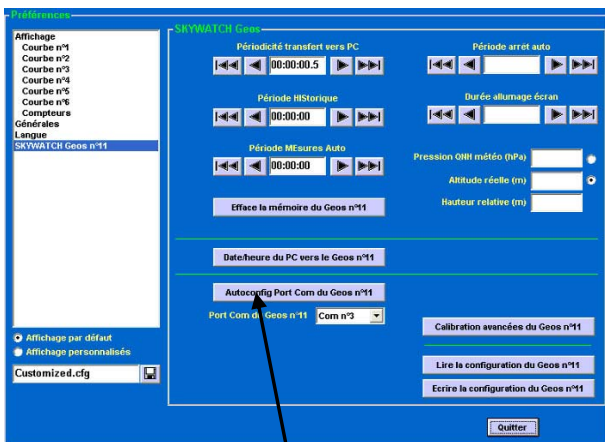 Préférences
Affichage
Courbe n°1
Courbe n°2
Courbe n°3
Courbe n°4
Courbe n°5
Courbe n°6
Compteurs
Générales
Langue
SKYWATCH Geos n°11
Affichage par défaut
Affichage personnalisés
Customized.cfg
SKYWATCH Geos
Périodicité transfert vers PC
00:00:00.5
Période HIStorique
00:00:00
Période MEsures Auto
00:00:00
Efface la mémoire du Geos n°11
Période arrêt auto
Durée allumage écran
Pression QNH météo (hPa)
Altitude réelle (m)
Hauteur relative (m)
Date/heure du PC vers le Geos n°11
Autoconfig Port Com du Geos n°11
Port Com du Geos n°11 Com n°3
Calibration avancées du Geos n°11
Lire la configuration du Geos n°11
Ecrire la configuration du Geos n°11
Quitter